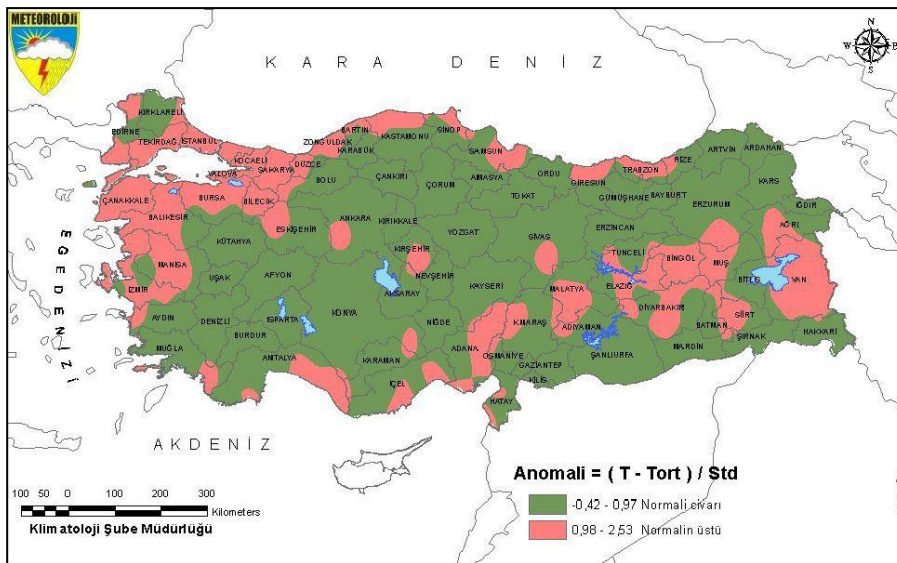 METEOROLOJİ
N
W E
S
KARA DENİZ
KIRKLARELİ
EDİRNE
TEKİRDAĞ
İSTANBUL
KOCAELİ
YALOVA
SAKARYA
DÜZCE
ZONGULDAK
BARTIN
KARABÜK
KASTAMONU
SİNOP
SAMSUN
ORDU
GİRESUN
TRABZON
RİZE
ARTVİN
ARDAHAN
KARS
IĞDIR
BOLU
ÇANKIRI
ÇORUM
AMASYA
TOKAT
GÜMÜŞHANE
BAYBURT
ERZURUM
AĞRI
ÇANAKKALE
BALIKESİR
BURSA
BİLECİK
ESKİŞEHİR
ANKARA
KIRIKKALE
YOZGAT
SİVAS
ERZİNCAN
TUNCELİ
BİNGÖL
MUŞ
KÜTAHYA
MANİSA
UŞAK
AFYON
KIRŞEHİR
NEVŞEHİR
AKSARAY
KAYSERİ
MALATYA
ELAZIĞ
DİYARBAKIR
BİTLİS
VAN
İZMİR
AYDIN
DENİZLİ
BURDUR
ISPARTA
KONYA
NİĞDE
K.MARAŞ
ADIYAMAN
BATMAN
SİİRT
ŞIRNAK
HAKKARİ
MARDİN
MUĞLA
ANTALYA
KARAMAN
İÇEL
ADANA
OSMANİYE
GAZİANTEP
KİLİS
ŞANLIURFA
HATAY
EGE DENİZİ
AKDENİZ
Anomali = ( T - Tort ) / Std
-0,42 - 0,97 Normali civarı
0,98 - 2,53 Normalin üstü
100 50 0 100 200 300
Kilometers
Klimatoloji Şube Müdürlüğü